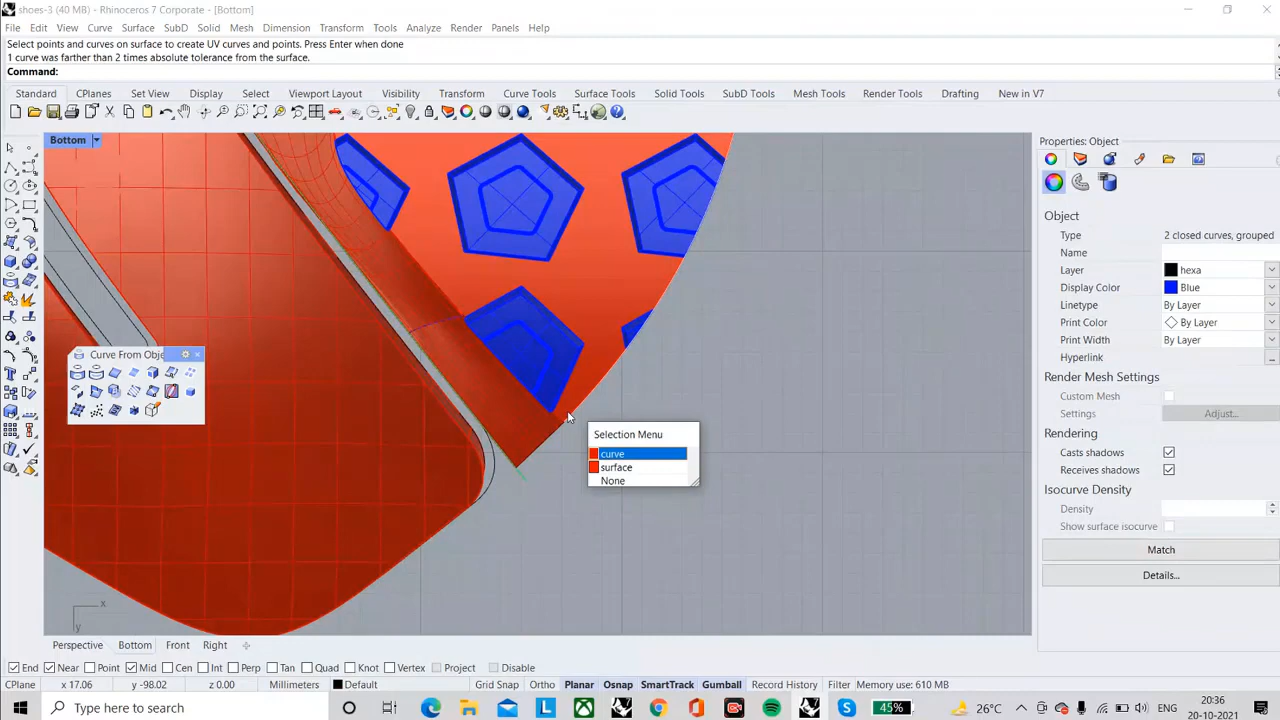 shoes-3 (40 MB) - Rhinoceros 7 Corporate - [Bottom]
File Edit View Curve Surface SubD Solid Mesh Dimension Transform Tools Analyze Render Panels Help
Select points and curves on surface to create UV curves and points. Press Enter when done
1 curve was farther than 2 times absolute tolerance from the surface.
Command:
Standard CPlanes Set View Display Select Viewport Layout Visibility Transform Curve Tools Surface Tools Solid Tools SubD Tools Mesh Tools Render Tools Drafting New in V7
Bottom
Properties: Object
Object
Type 2 closed curves, grouped
Name
Layer hexa
Display Color Blue
Linetype By Layer
Print Color By Layer
Print Width By Layer
Hyperlink ...
Render Mesh Settings
Custom Mesh
Settings Adjust...
Rendering
Casts shadows
Receives shadows
Isocurve Density
Density
Show surface isocurve
Match
Details...
Curve From Obje
Selection Menu
curve
surface
None
x
y
Perspective Bottom Front Right
End Near Point Mid Cen Int Perp Tan Quad Knot Vertex Project Disable
CPlane x 17.06 y -98.02 z 0.00 Millimeters Default Grid Snap Ortho Planar Osnap SmartTrack Gumball Record History Filter Memory use: 610 MB
Type here to search
45%
26°C
ENG
20:36
20-10-2021